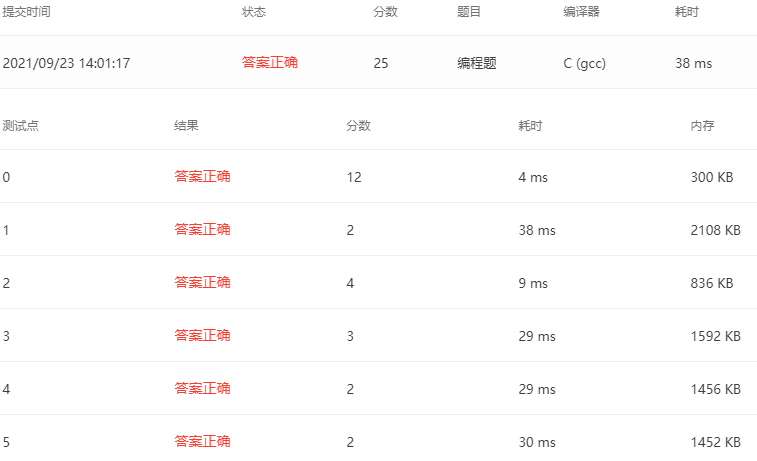 提交时间 状态 分数 题目 编译器 耗时
2021/09/23 14:01:17 答案正确 25 编程题 C (gcc) 38 ms
测试点 结果 分数 耗时 内存
0 答案正确 12 4 ms 300 KB
1 答案正确 2 38 ms 2108 KB
2 答案正确 4 9 ms 836 KB
3 答案正确 3 29 ms 1592 KB
4 答案正确 2 29 ms 1456 KB
5 答案正确 2 30 ms 1452 KB